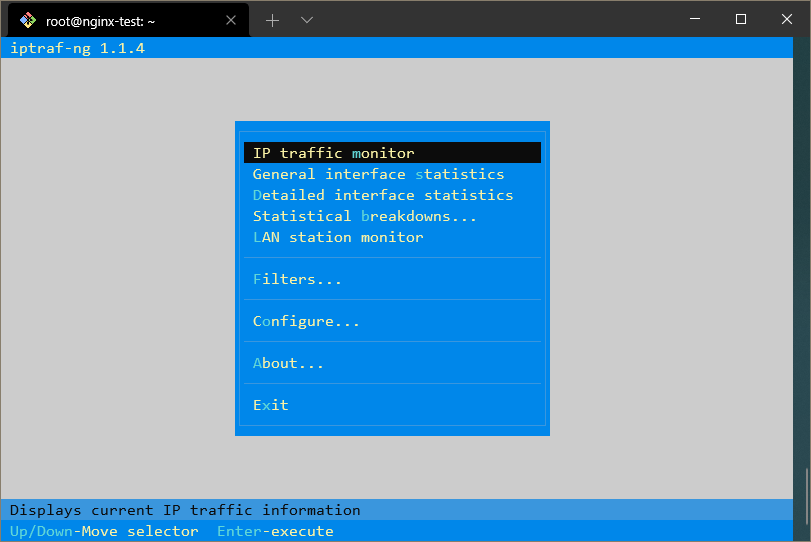 root@nginx-test: ~
iptraf-ng 1.1.4
IP traffic monitor
General interface statistics
Detailed interface statistics
Statistical breakdowns...
LAN station monitor
Filters...
Configure...
About...
Exit
Displays current IP traffic information
Up/Down-Move selector  Enter-execute